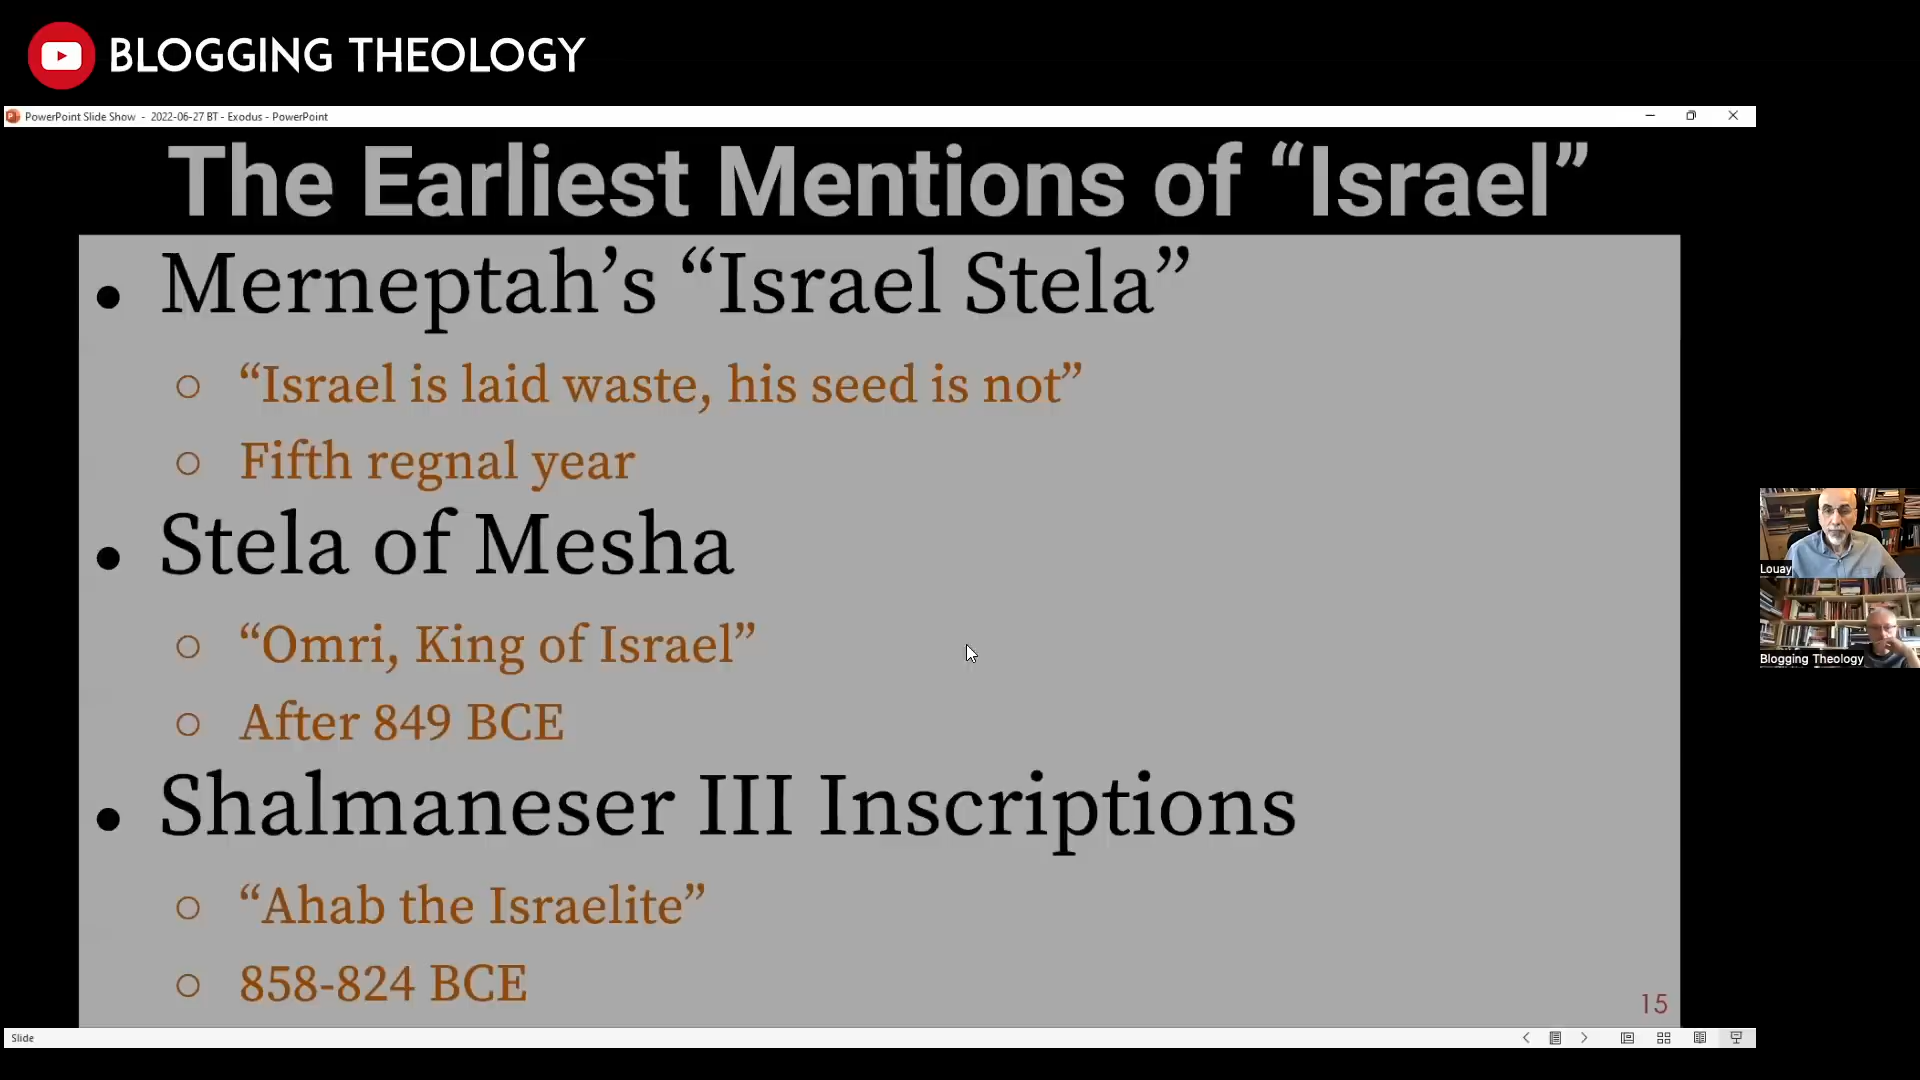 BLOGGING THEOLOGY
PowerPoint Slide Show - 2022-06-27 BT - Exodus - PowerPoint
The Earliest Mentions of “Israel”
• Merneptah’s “Israel Stela”
○ “Israel is laid waste, his seed is not”
○ Fifth regnal year
• Stela of Mesha
○ “Omri, King of Israel”
○ After 849 BCE
• Shalmaneser III Inscriptions
○ “Ahab the Israelite”
○ 858-824 BCE
15
Louay
Blogging Theology
Slide